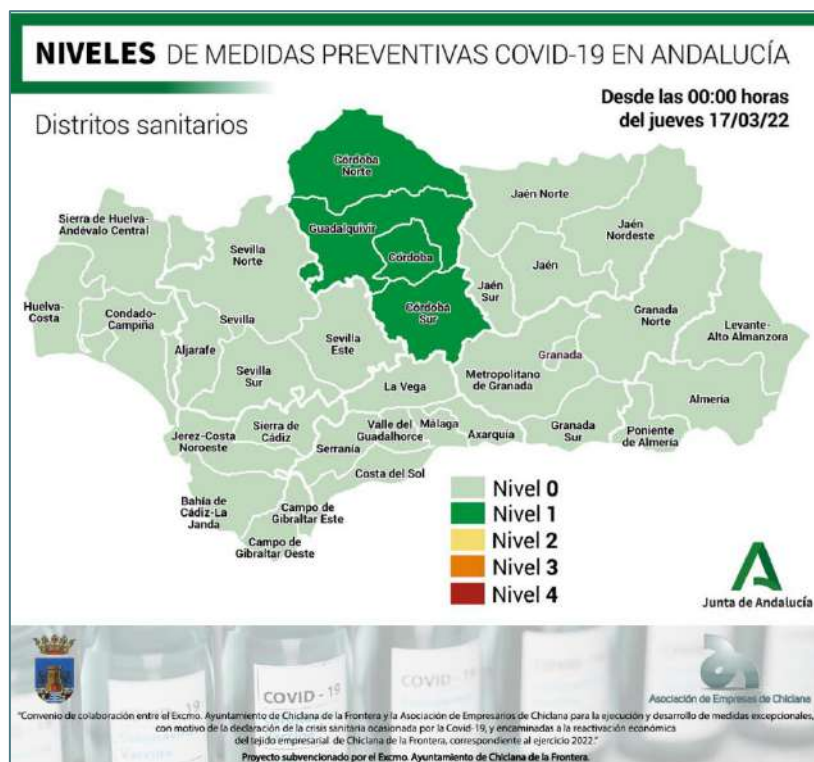 NIVELES DE MEDIDAS PREVENTIVAS COVID-19 EN ANDALUCÍA
Desde las 00:00 horas
del jueves 17/03/22
Distritos sanitarios
Córdoba
Norte
Jaén Norte
Sierra de Huelva-
Andévalo Central
Guadalquivir
Jaén
Nordeste
Sevilla
Norte
Córdoba
Jaén
Jaén
Sur
Huelva-
Costa
Condado-
Campiña
Córdoba
Sur
Granada
Norte
Levante-
Alto Almanzora
Sevilla
Aljarafe
Sevilla
Este
Granada
Sevilla
Sur
Metropolitano
de Granada
La Vega
Almería
Jerez-Costa
Noroeste
Sierra de
Cádiz
Serranía
Valle del
Guadalhorce
Málaga
Axarquía
Granada
Sur
Poniente
de Almería
Costa del Sol
Bahía de
Cádiz-La
Janda
Campo de
Gibraltar Este
Campo de
Gibraltar Oeste
Nivel 0
Nivel 1
Nivel 2
Nivel 3
Nivel 4
Junta de Andalucía
COVID-19
Asociación de Empresas de Chiclana
"Convenio de colaboración entre el Excmo. Ayuntamiento de Chiclana de la Frontera y la Asociación de Empresarios de Chiclana para la ejecución y desarrollo de medidas excepcionales,
con motivo de la declaración de la crisis sanitaria ocasionada por la Covid-19, y encaminadas a la reactivación económica
del tejido empresarial de Chiclana de la Frontera, correspondiente al ejercicio 2022."
Proyecto subvencionado por el Excmo. Ayuntamiento de Chiclana de la Frontera.